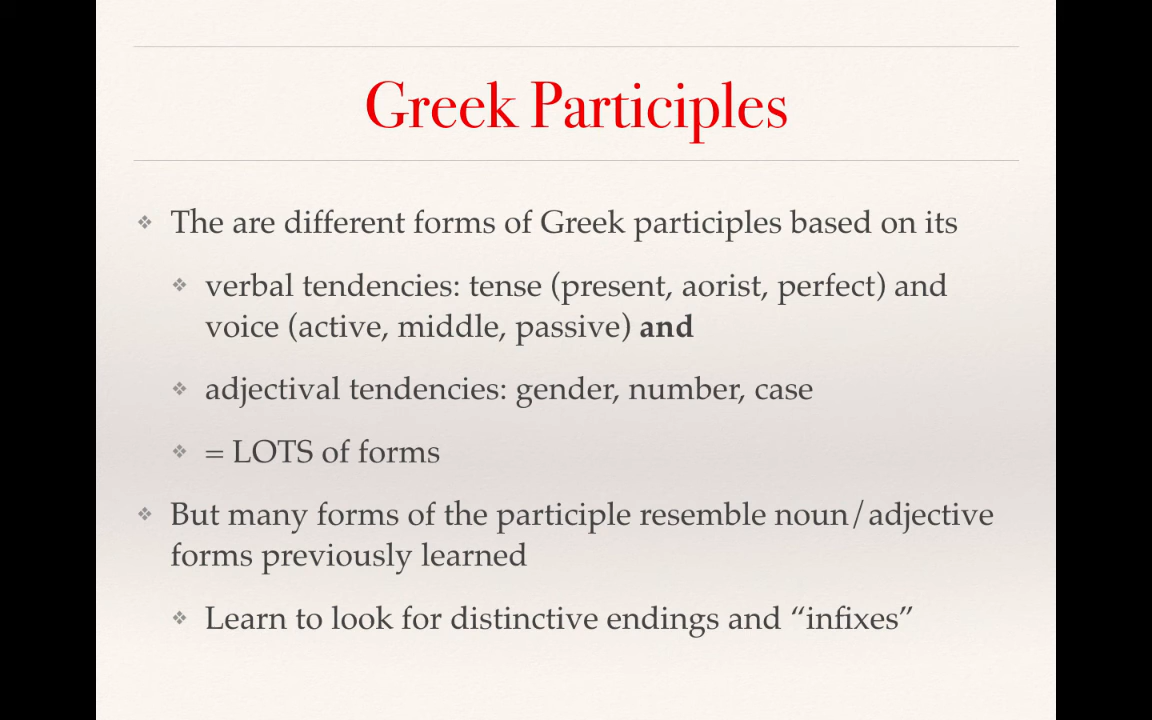 Greek Participles
The are different forms of Greek participles based on its
verbal tendencies: tense (present, aorist, perfect) and
voice (active, middle, passive) and
adjectival tendencies: gender, number, case
= LOTS of forms
But many forms of the participle resemble noun/adjective
forms previously learned
Learn to look for distinctive endings and “infixes”